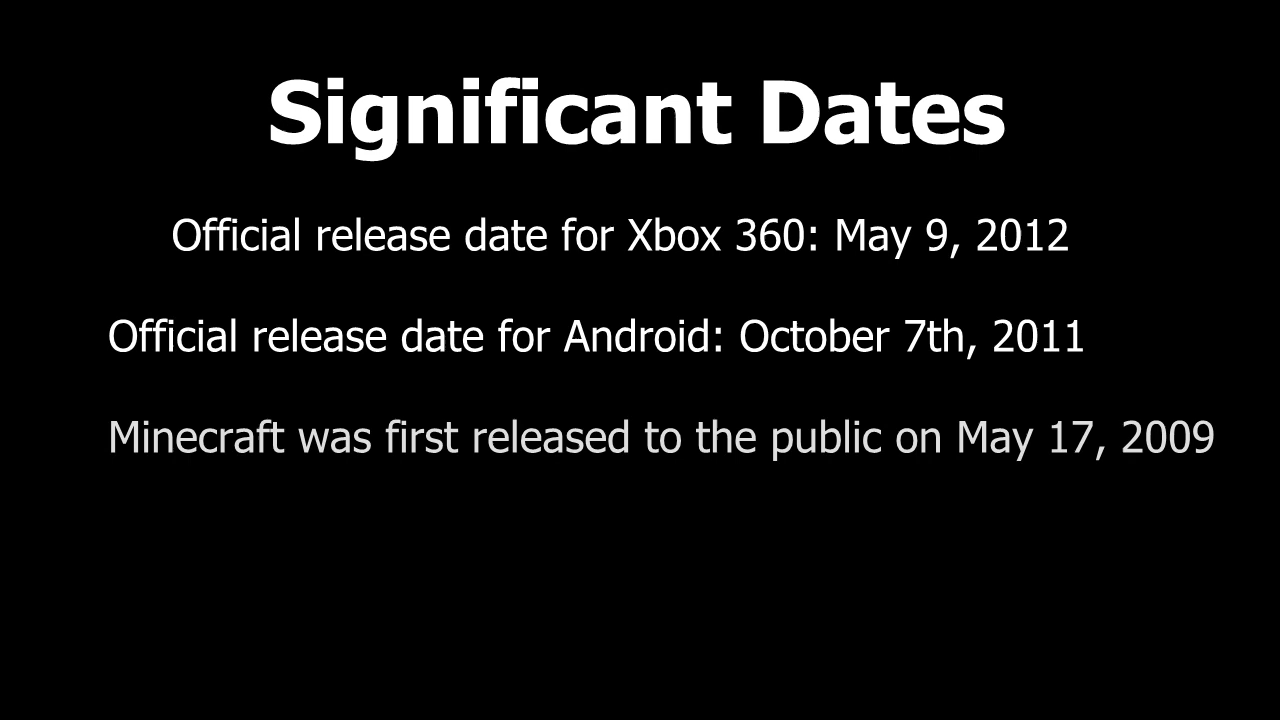 Significant Dates
Official release date for Xbox 360: May 9, 2012
Official release date for Android: October 7th, 2011
Minecraft was first released to the public on May 17, 2009